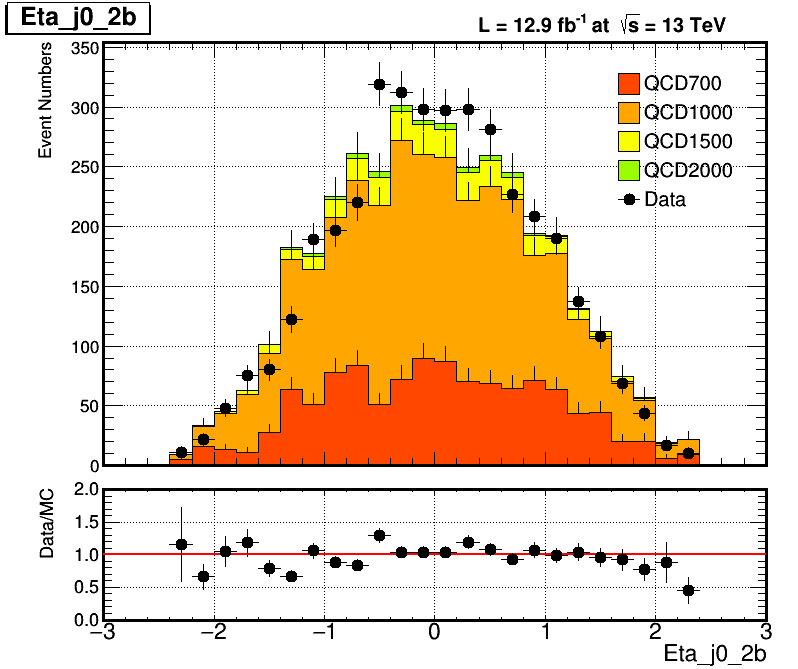 Eta_j0_2b
L = 12.9 fb⁻¹ at √s = 13 TeV
Event Numbers
350
300
250
200
150
100
50
0
QCD700
QCD1000
QCD1500
QCD2000
Data
Data/MC
2.0
1.5
1.0
0.5
0.0
−3 −2 −1 0 1 2 3
Eta_j0_2b